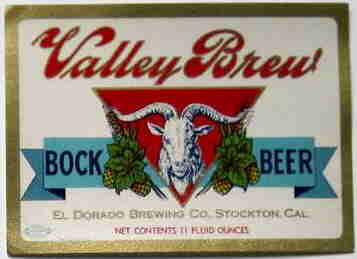 Valley Brew
BOCK BEER
EL DORADO BREWING CO., STOCKTON, CAL.
NET CONTENTS 11 FLUID OUNCES